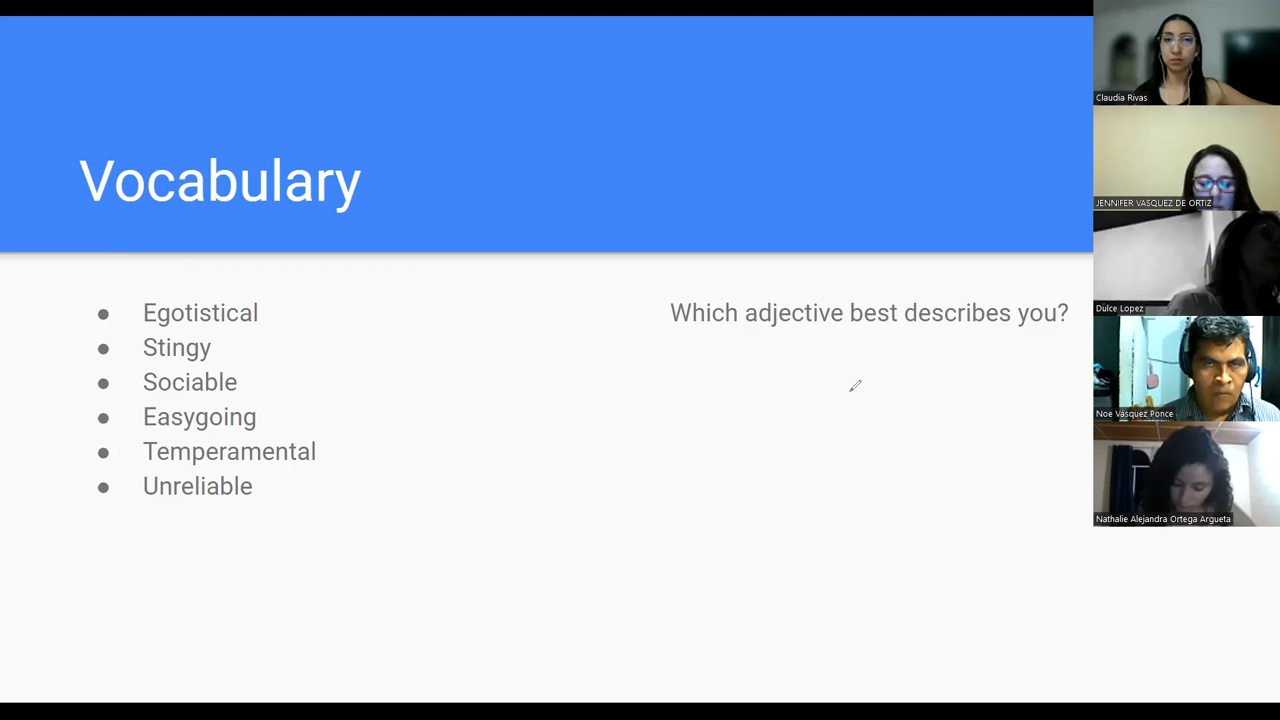 Vocabulary
● Egotistical
● Stingy
● Sociable
● Easygoing
● Temperamental
● Unreliable
Which adjective best describes you?
Claudia Rivas
JENNIFER VASQUEZ DE ORTIZ
Dulce Lopez
Noe Vásquez Ponce
Nathalie Alejandra Ortega Argueta